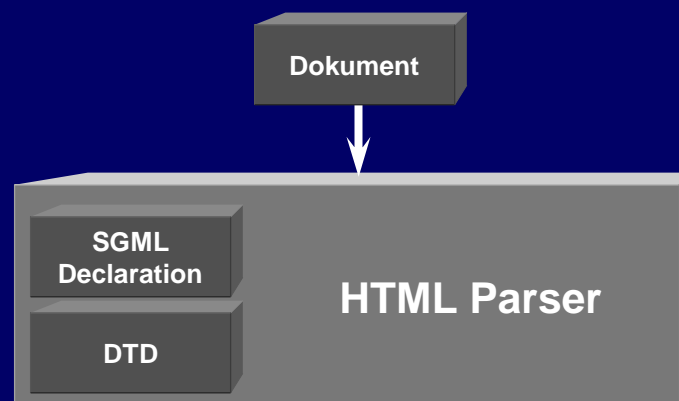 Dokument
SGML
Declaration
HTML Parser
DTD